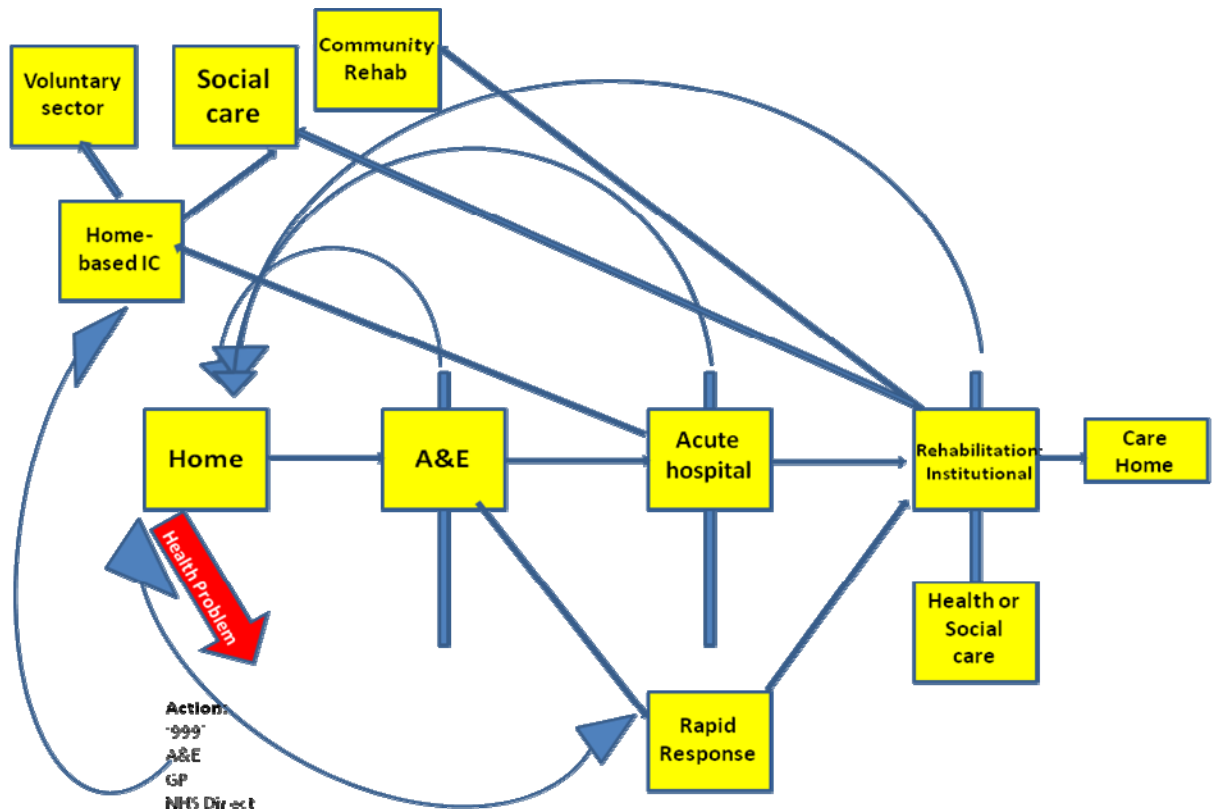 Community
Rehab
Voluntary
sector
Social
care
Home-
based IC
Home
A&E
Acute
hospital
Rehabilitation-
Institutional
Care
Home
Health Problem
Health or
Social
care
Rapid
Response
Action:
"999"
A&E
GP
NHS Direct